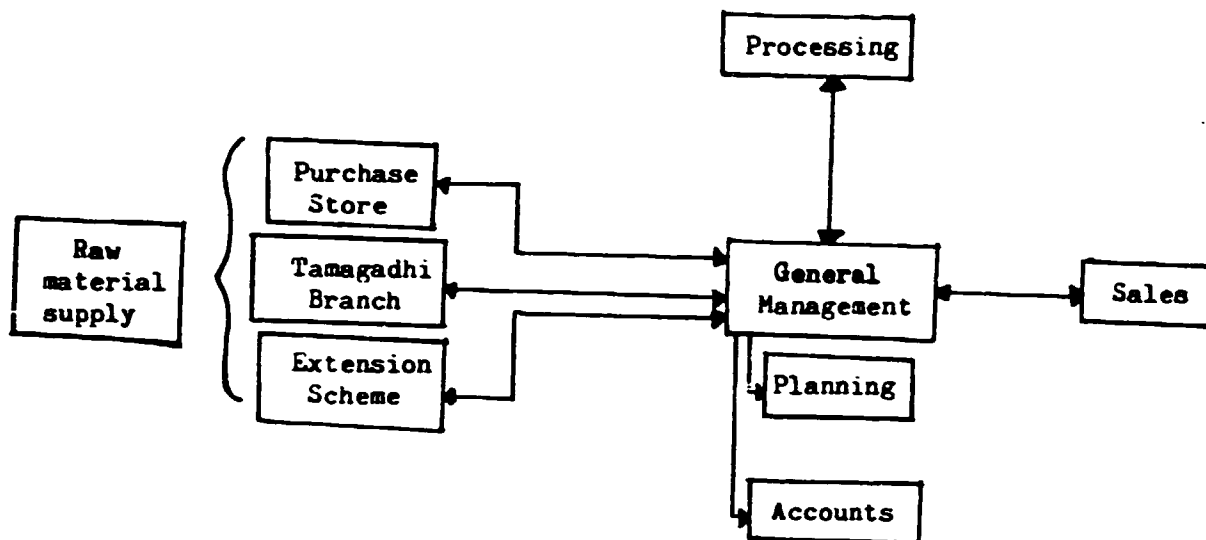 Processing
Purchase
Store
Raw
material
supply
Tamagadhi
Branch
Extension
Scheme
General
Management
Sales
Planning
Accounts